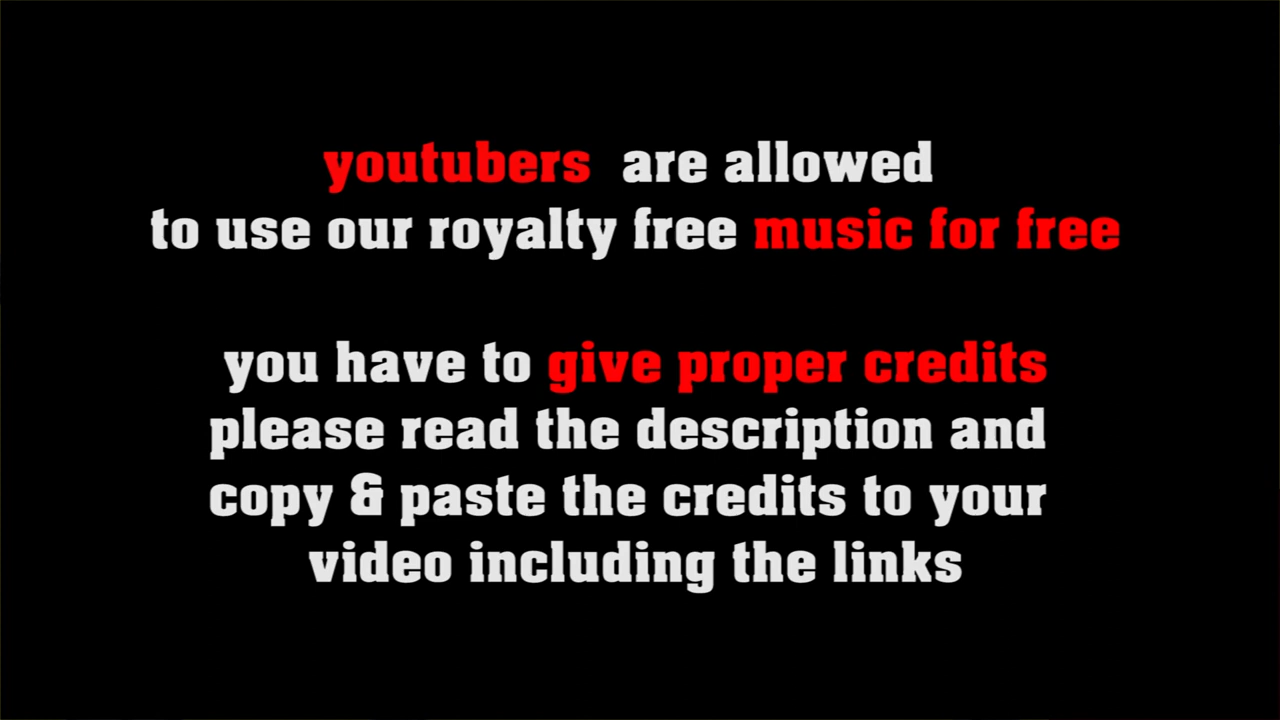 youtubers are allowed
to use our royalty free music for free
you have to give proper credits
please read the description and
copy & paste the credits to your
video including the links